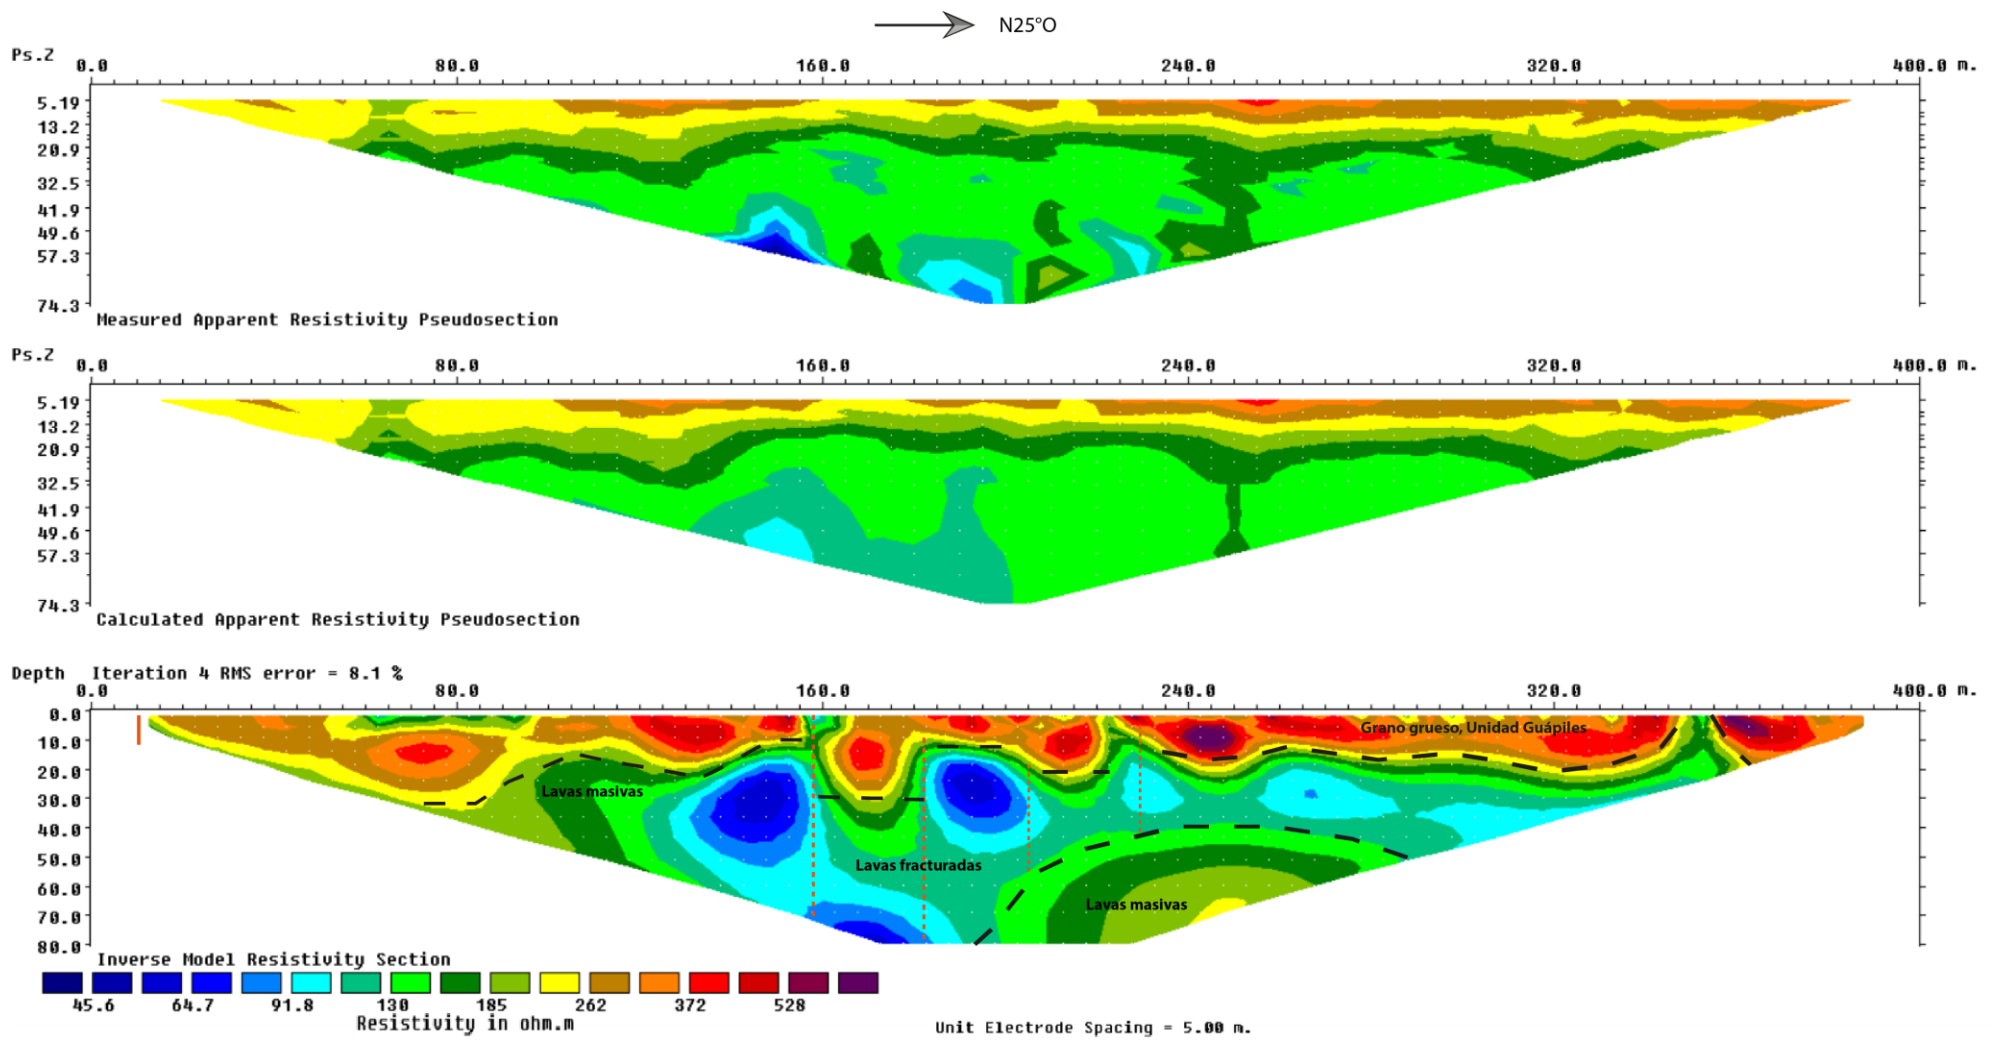 N25°O
Ps.Z 0.0 80.0 160.0 240.0 320.0 400.0 m.
5.19
13.2
20.9
32.5
41.9
49.6
57.3
74.3
Measured Apparent Resistivity Pseudosection
Ps.Z 0.0 80.0 160.0 240.0 320.0 400.0 m.
5.19
13.2
20.9
32.5
41.9
49.6
57.3
74.3
Calculated Apparent Resistivity Pseudosection
Depth Iteration 4 RMS error = 8.1 %
0.0 80.0 160.0 240.0 320.0 400.0 m.
0.0
10.0
20.0
30.0
40.0
50.0
60.0
70.0
80.0
Grano grueso, Unidad Guápiles
Lavas masivas
Lavas fracturadas
Lavas masivas
Inverse Model Resistivity Section
45.6 64.7 91.8 130 185 262 372 528
Resistivity in ohm.m
Unit Electrode Spacing = 5.00 m.